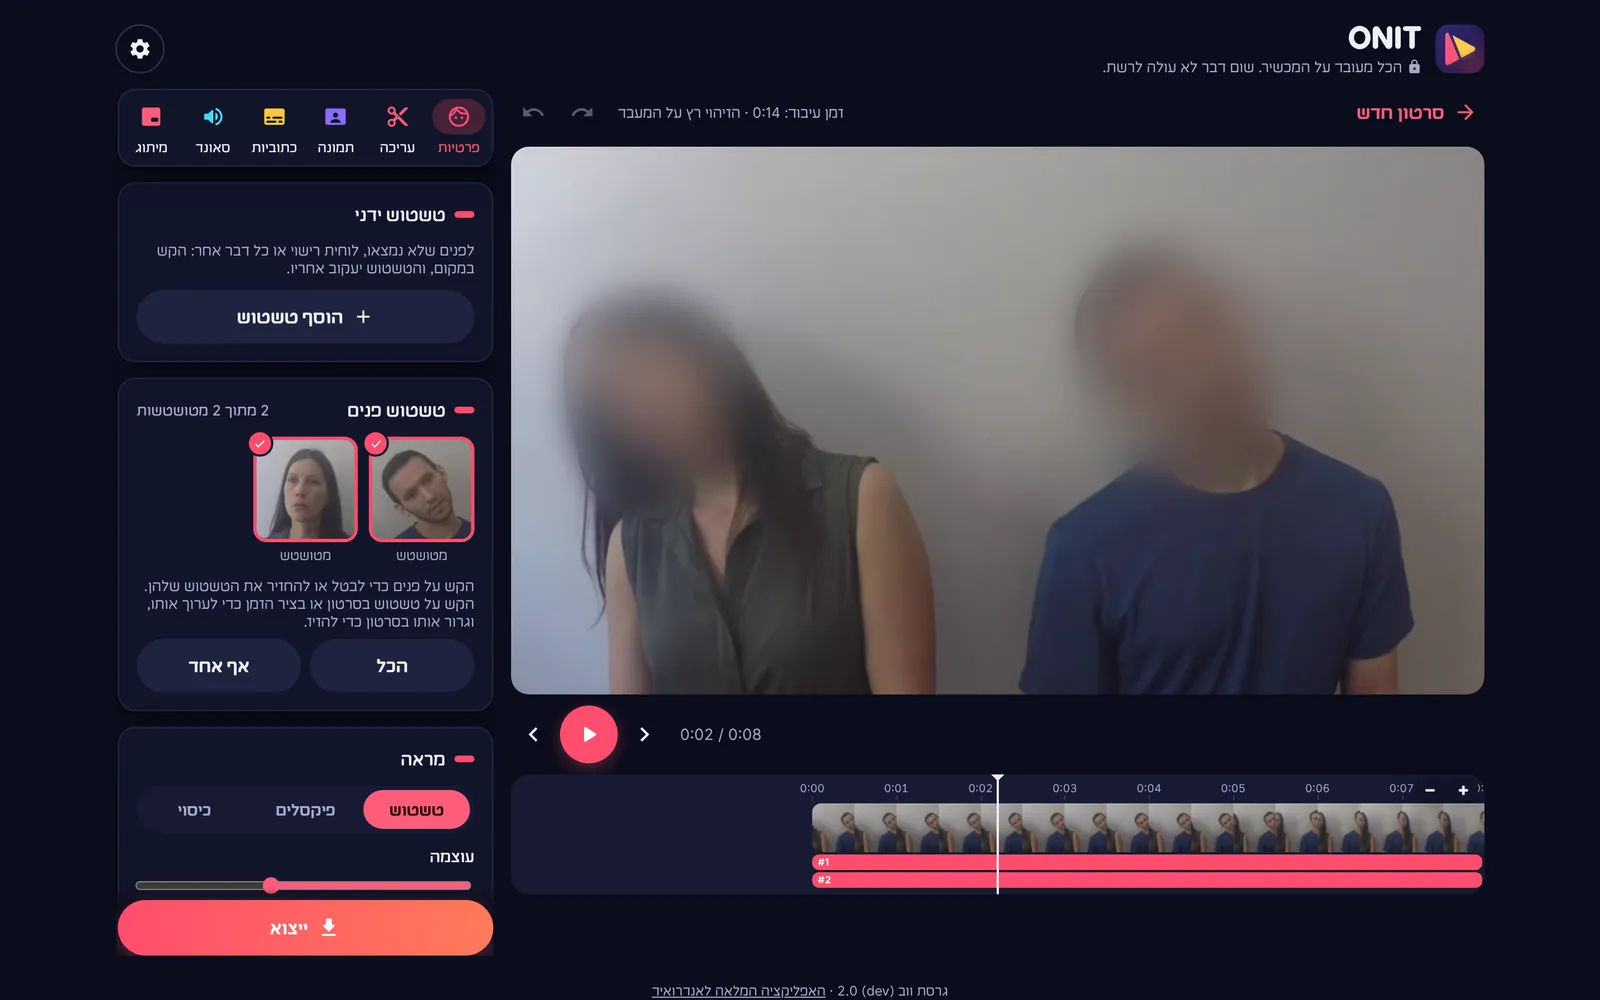 ONIT
הכל מעובד על המכשיר. שום דבר לא עולה לרשת.
סרטון חדש
זמן עיבוד: 0:14 · הזיהוי רץ על המעבד
פרטיות
עריכה
תמונה
כתוביות
סאונד
מיתוג
טשטוש ידני
לפנים שלא נמצאו, לוחית רישוי או כל דבר אחר: הקש
במקום, והטשטוש יעקוב אחריו.
הוסף טשטוש
טשטוש פנים
2 מתוך 2 מטושטשות
מטושטש
מטושטש
הקש על פנים כדי לבטל או להחזיר את הטשטוש שלהן.
הקש על טשטוש בסרטון או בציר הזמן כדי לערוך אותו,
וגרור אותו בסרטון כדי להזיז.
הכל
אף אחד
מראה
טשטוש
פיקסלים
כיסוי
עוצמה
ייצוא
0:02 / 0:08
0:00 0:01 0:02 0:03 0:04 0:05 0:06 0:07
#1
#2
גרסת ווב 2.0 (dev) · האפליקציה המלאה לאנדרואיד